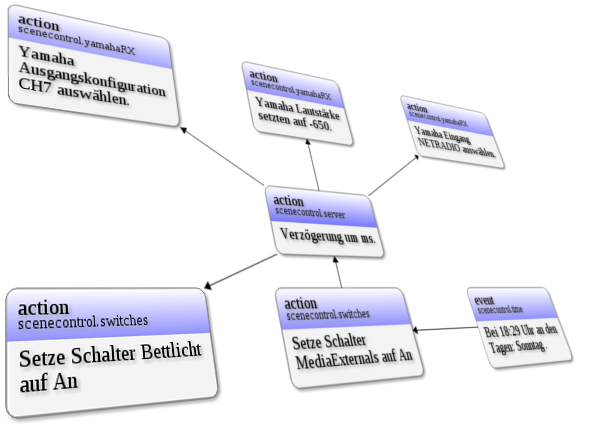 action
scenecontrol.yamahaRX
Yamaha
Ausgangskonfiguration
CH7 auswählen.
action
scenecontrol.yamahaRX
Yamaha Lautstärke
setzten auf -650.
action
scenecontrol.yamahaRX
Yamaha Eingang
NETRADIO auswählen.
action
scenecontrol.server
Verzögerung um ms.
action
scenecontrol.switches
Setze Schalter Bettlicht
auf An
action
scenecontrol.switches
Setze Schalter
MediaExternals auf An
event
scenecontrol.time
Bei 18:29 Uhr an den
Tagen: Sonntag .